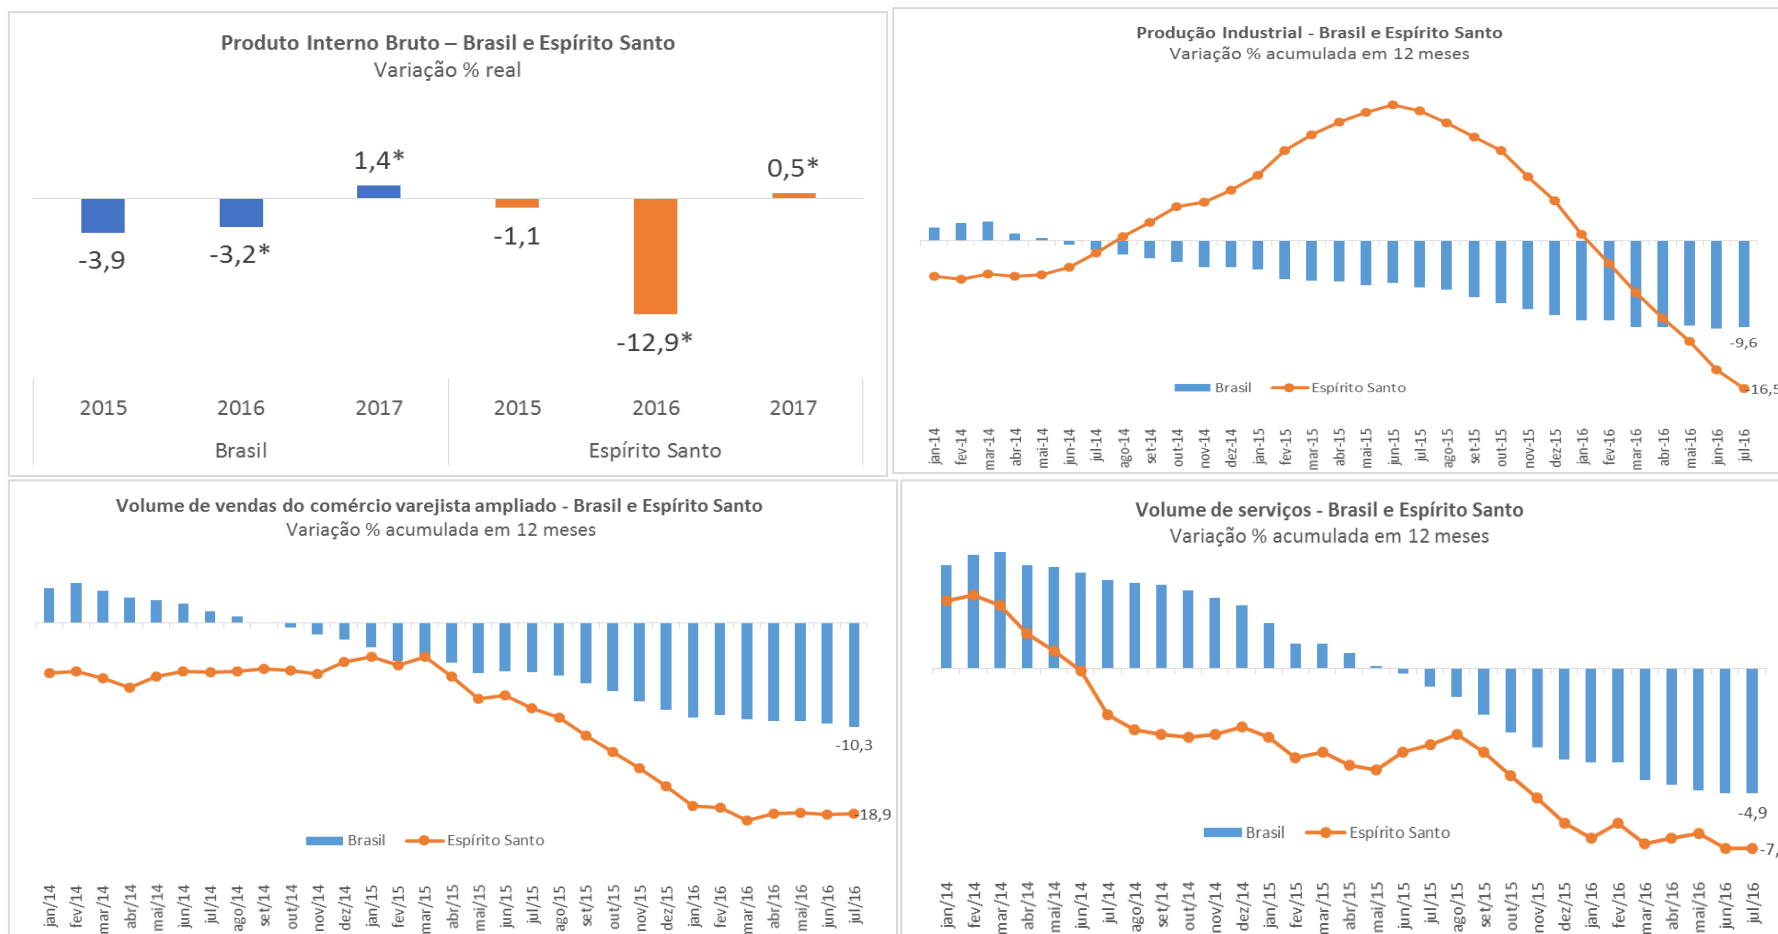 Produto Interno Bruto – Brasil e Espírito Santo
Variação % real
1,4*
0,5*
-3,9
-3,2*
-1,1
-12,9*
2015 2016 2017 2015 2016 2017
Brasil Espírito Santo
Produção Industrial - Brasil e Espírito Santo
Variação % acumulada em 12 meses
-9,6
-16,5
Brasil Espírito Santo
jan-14
fev-14
mar-14
abr-14
mai-14
jun-14
jul-14
ago-14
set-14
out-14
nov-14
dez-14
jan-15
fev-15
mar-15
abr-15
mai-15
jun-15
jul-15
ago-15
set-15
out-15
nov-15
dez-15
jan-16
fev-16
mar-16
abr-16
mai-16
jun-16
jul-16
Volume de vendas do comércio varejista ampliado - Brasil e Espírito Santo
Variação % acumulada em 12 meses
-10,3
-18,9
Brasil Espírito Santo
jan/14
fev/14
mar/14
abr/14
mai/14
jun/14
jul/14
ago/14
set/14
out/14
nov/14
dez/14
jan/15
fev/15
mar/15
abr/15
mai/15
jun/15
jul/15
ago/15
set/15
out/15
nov/15
dez/15
jan/16
fev/16
mar/16
abr/16
mai/16
jun/16
jul/16
Volume de serviços - Brasil e Espírito Santo
Variação % acumulada em 12 meses
-4,9
-7,
Brasil Espírito Santo
jan/14
fev/14
mar/14
abr/14
mai/14
jun/14
jul/14
ago/14
set/14
out/14
nov/14
dez/14
jan/15
fev/15
mar/15
abr/15
mai/15
jun/15
jul/15
ago/15
set/15
out/15
nov/15
dez/15
jan/16
fev/16
mar/16
abr/16
mai/16
jun/16
jul/16